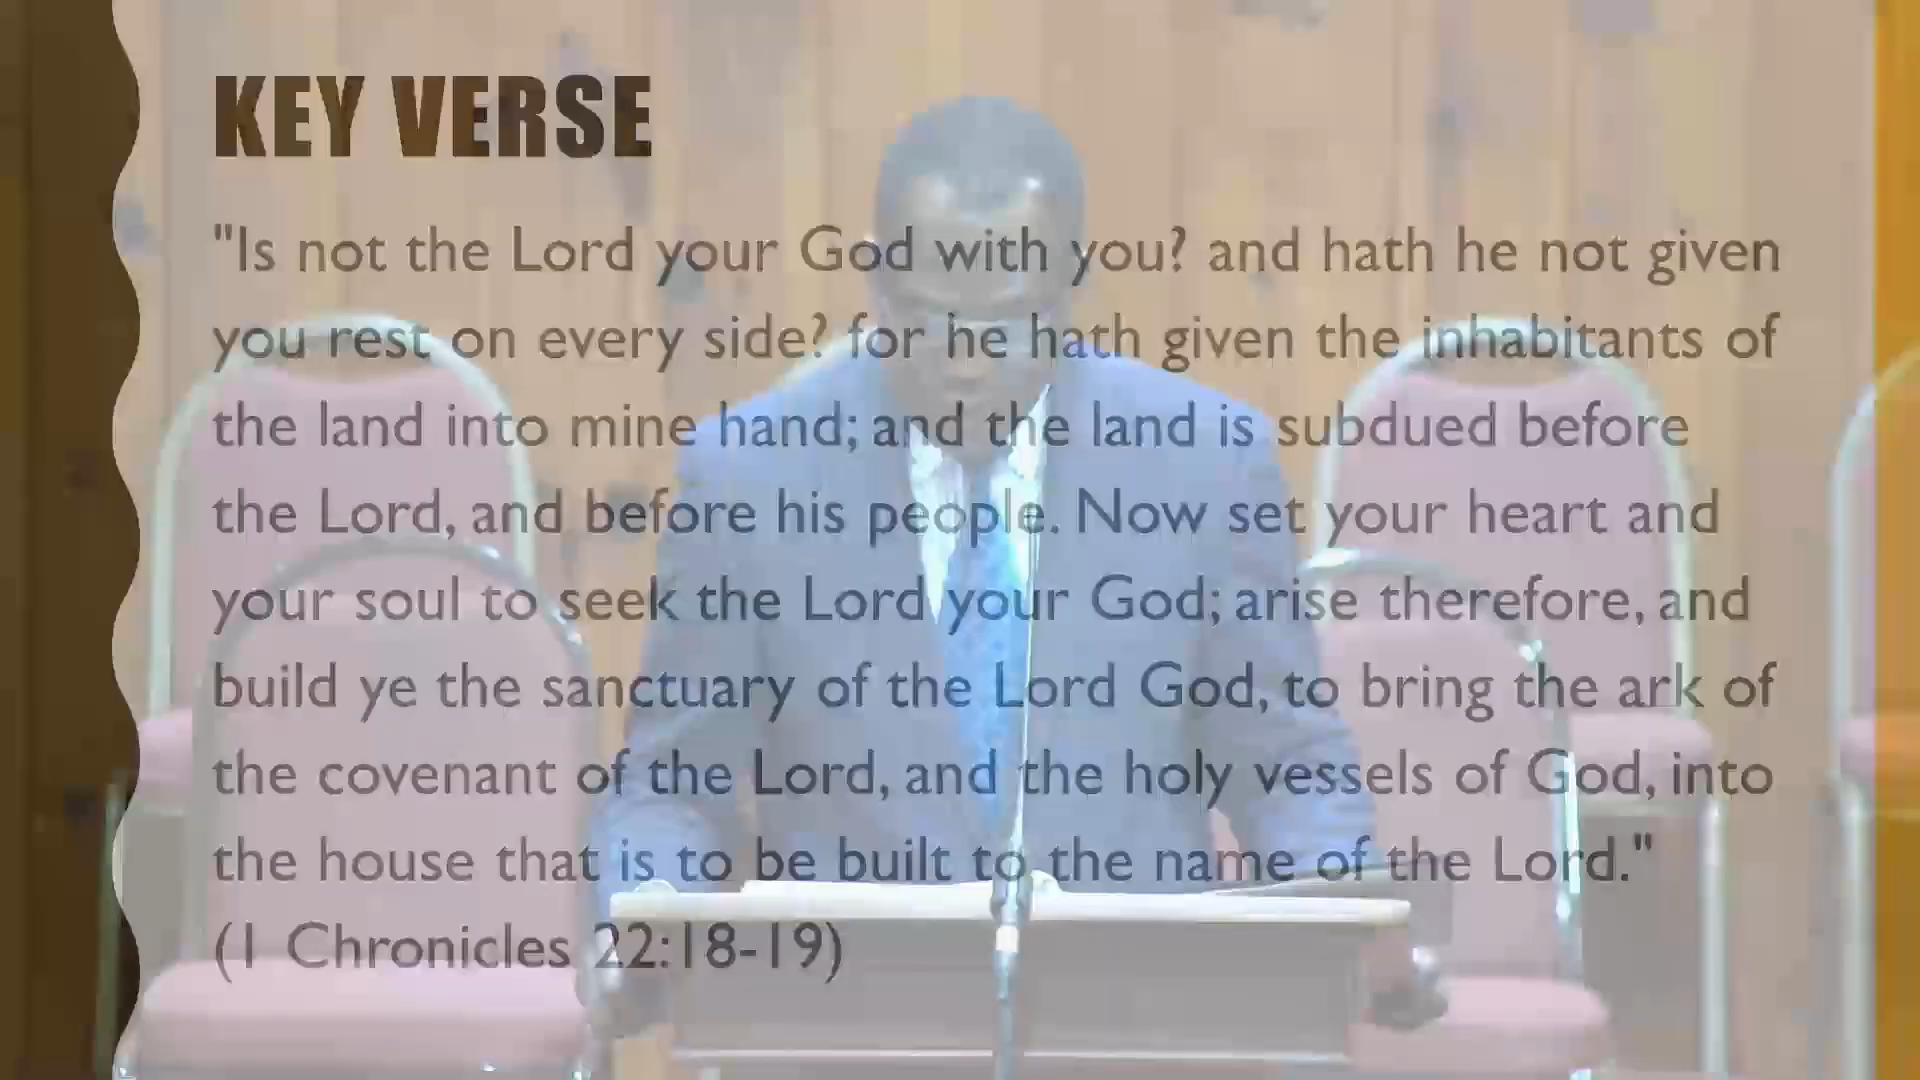 KEY VERSE
"Is not the Lord your God with you? and hath he not given
you rest on every side? for he hath given the inhabitants of
the land into mine hand; and the land is subdued before
the Lord, and before his people. Now set your heart and
your soul to seek the Lord your God; arise therefore, and
build ye the sanctuary of the Lord God, to bring the ark of
the covenant of the Lord, and the holy vessels of God, into
the house that is to be built to the name of the Lord."
(1 Chronicles 22:18-19)